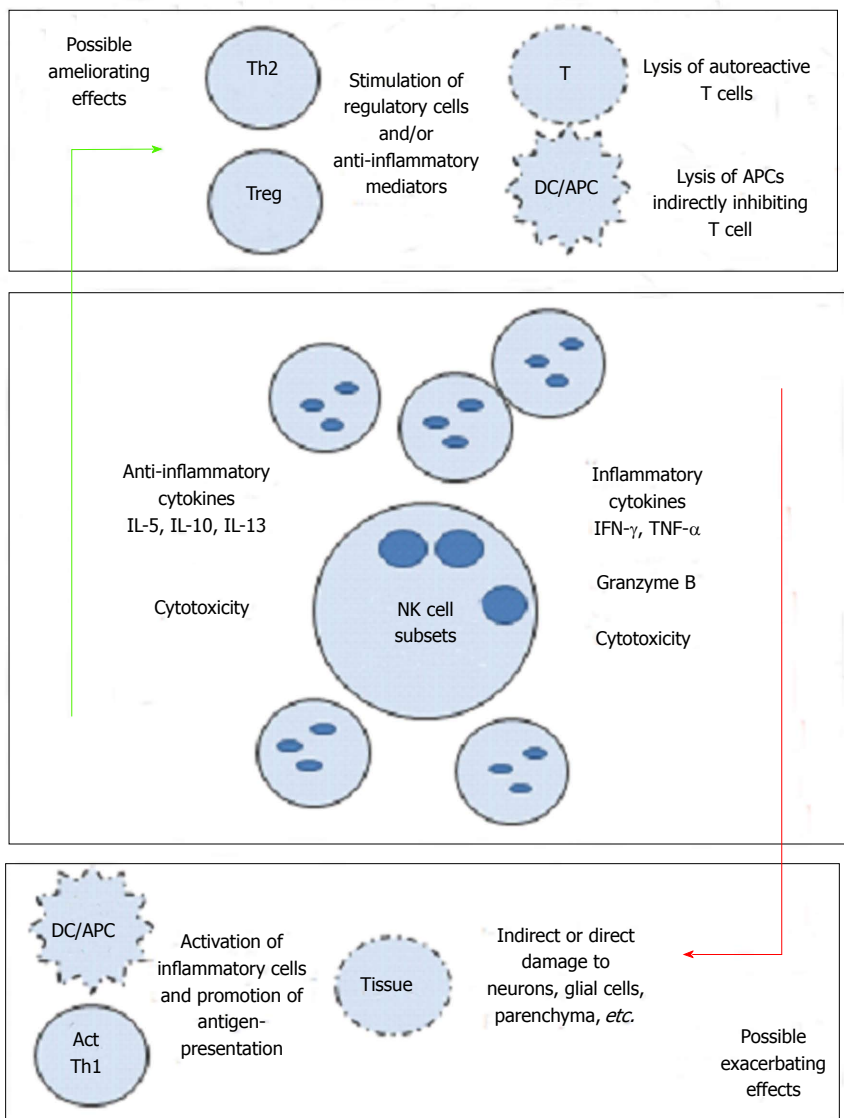 Possible
ameliorating
effects
Th2
Treg
Stimulation of
regulatory cells
and/or
anti-inflammatory
mediators
T
DC/APC
Lysis of autoreactive
T cells
Lysis of APCs
indirectly inhibiting
T cell
Anti-inflammatory
cytokines
IL-5, IL-10, IL-13
Cytotoxicity
NK cell
subsets
Inflammatory
cytokines
IFN-γ, TNF-α
Granzyme B
Cytotoxicity
DC/APC
Act
Th1
Activation of
inflammatory cells
and promotion of
antigen-
presentation
Tissue
Indirect or direct
damage to
neurons, glial cells,
parenchyma, etc.
Possible
exacerbating
effects